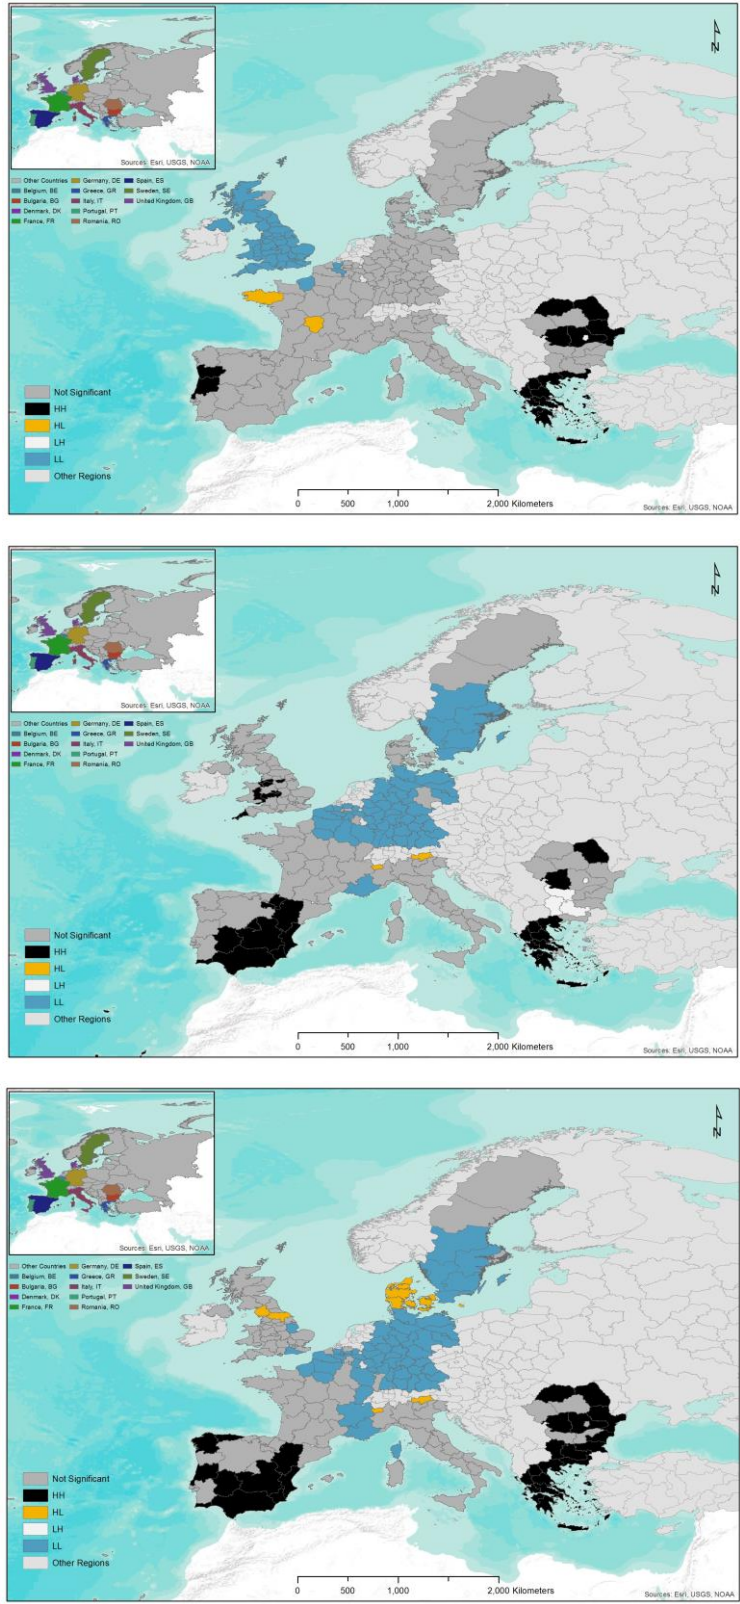 N
Sources: Esri, USGS, NOAA
Other Countries Germany, DE Spain, ES
Belgium, BE Greece, GR Sweden, SE
Bulgaria, BG Italy, IT United Kingdom, GB
Denmark, DK Portugal, PT
France, FR Romania, RO
Not Significant
HH
HL
LH
LL
Other Regions
0 500 1,000 2,000 Kilometers
Sources: Esri, USGS, NOAA
N
Sources: Esri, USGS, NOAA
Other Countries Germany, DE Spain, ES
Belgium, BE Greece, GR Sweden, SE
Bulgaria, BG Italy, IT United Kingdom, GB
Denmark, DK Portugal, PT
France, FR Romania, RO
Not Significant
HH
HL
LH
LL
Other Regions
0 500 1,000 2,000 Kilometers
Sources: Esri, USGS, NOAA
N
Sources: Esri, USGS, NOAA
Other Countries Germany, DE Spain, ES
Belgium, BE Greece, GR Sweden, SE
Bulgaria, BG Italy, IT United Kingdom, GB
Denmark, DK Portugal, PT
France, FR Romania, RO
Not Significant
HH
HL
LH
LL
Other Regions
0 500 1,000 2,000 Kilometers
Sources: Esri, USGS, NOAA